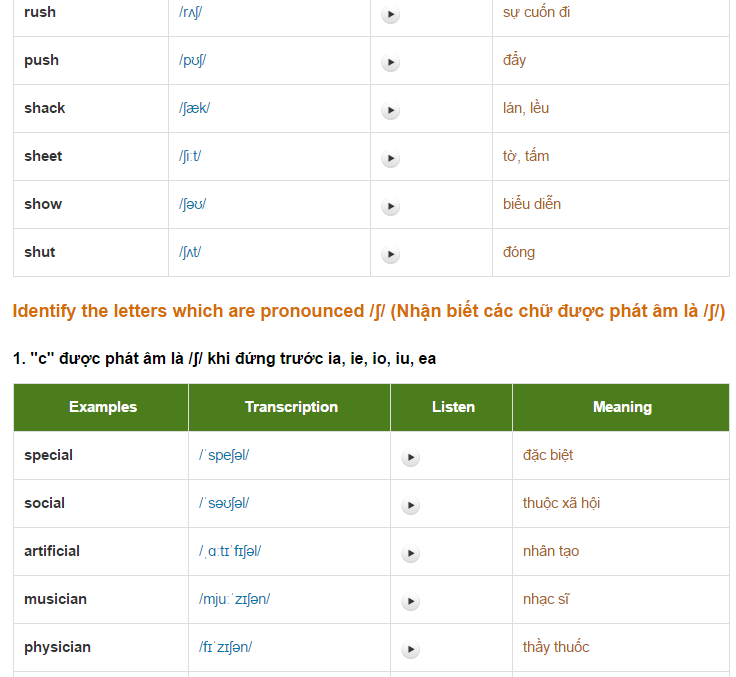 rush /rʌʃ/ sự cuốn đi
push /pʊʃ/ đẩy
shack /ʃæk/ lán, lều
sheet /ʃiːt/ tờ, tấm
show /ʃəʊ/ biểu diễn
shut /ʃʌt/ đóng
Identify the letters which are pronounced /ʃ/ (Nhận biết các chữ được phát âm là /ʃ/)
1. "c" được phát âm là /ʃ/ khi đứng trước ia, ie, io, iu, ea
Examples Transcription Listen Meaning
special /ˈspeʃəl/ đặc biệt
social /ˈsəʊʃəl/ thuộc xã hội
artificial /ˌɑːtɪˈfɪʃəl/ nhân tạo
musician /mjuːˈzɪʃən/ nhạc sĩ
physician /fɪˈzɪʃən/ thầy thuốc